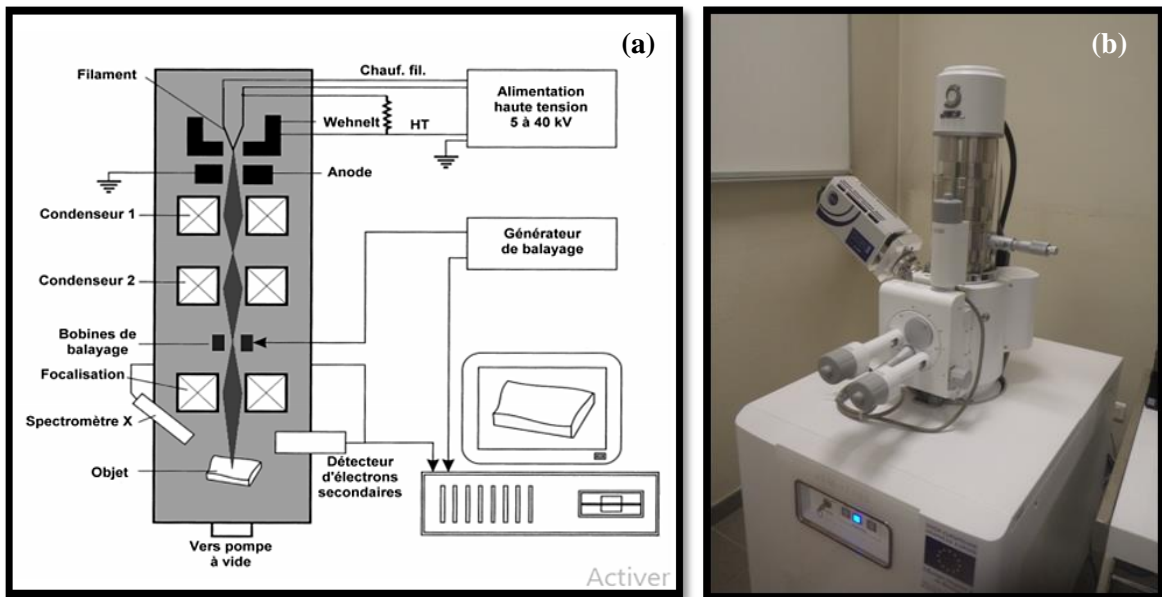 (a)
Filament
Chauf. fil.
Alimentation
haute tension
5 à 40 kV
Wehnelt
HT
Anode
Condenseur 1
Générateur
de balayage
Condenseur 2
Bobines de
balayage
Focalisation
Spectromètre X
Objet
Détecteur
d'électrons
secondaires
Vers pompe
à vide
Activer
(b)